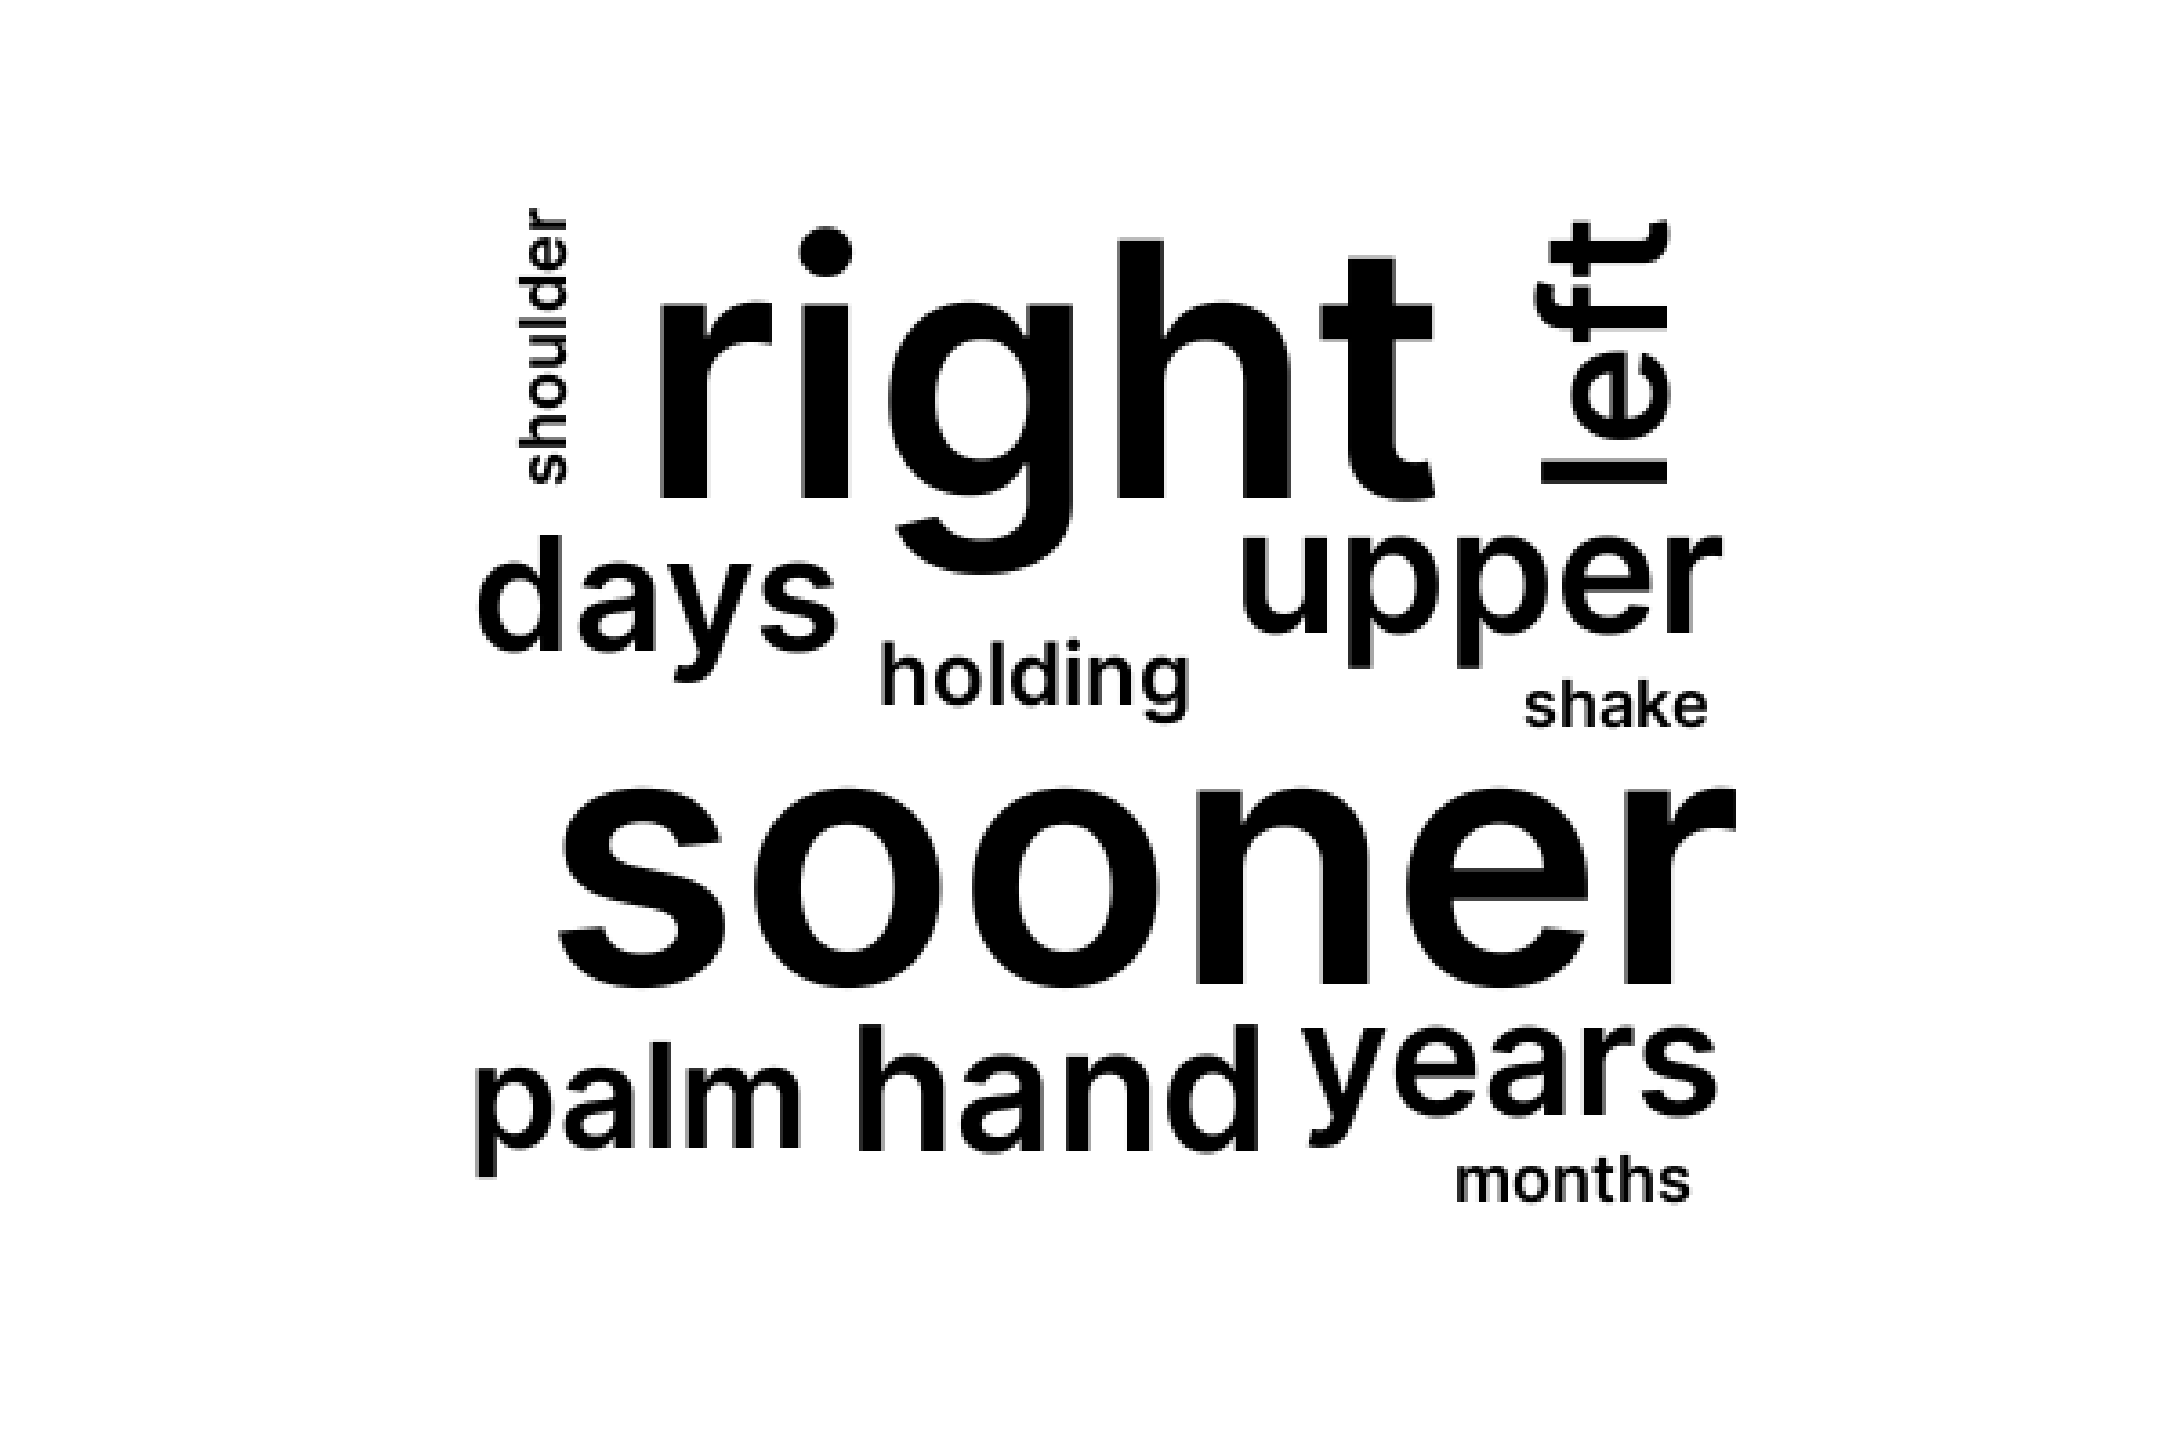 shoulder
right
left
days
upper
holding
shake
sooner
palm hand years
months